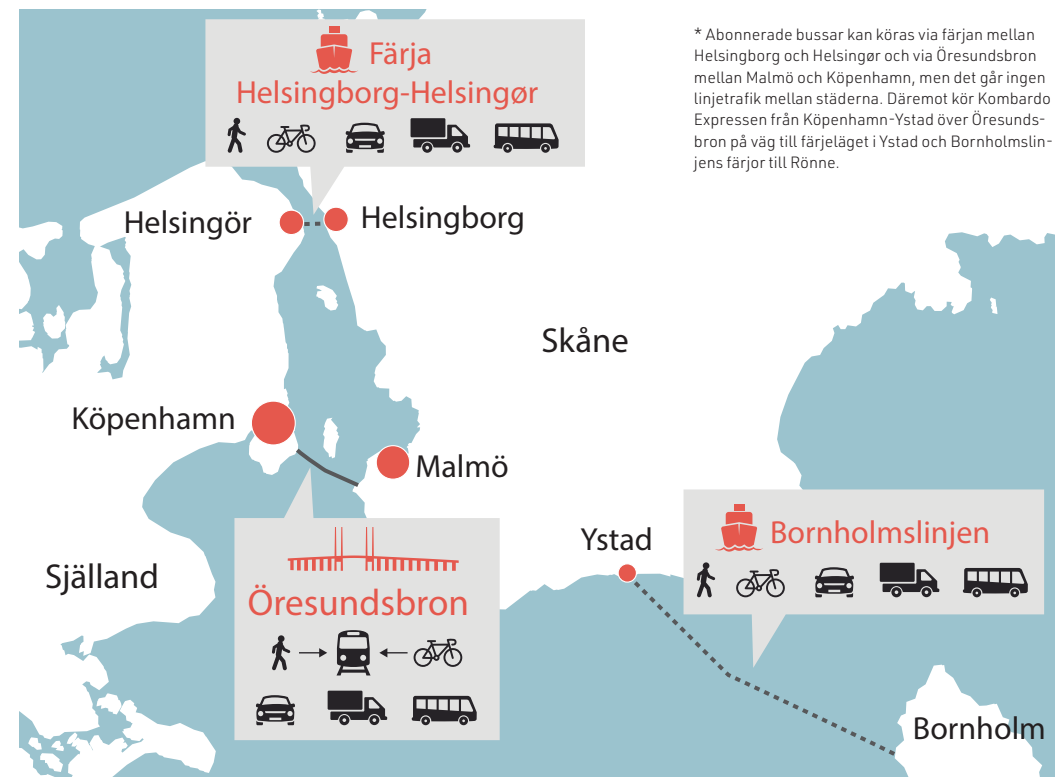 Färja
Helsingborg-Helsingør
* Abonnerade bussar kan köras via färjan mellan
Helsingborg och Helsingør och via Öresundsbron
mellan Malmö och Köpenhamn, men det går ingen
linjetrafik mellan städerna. Däremot kör Kombardo
Expressen från Köpenhamn-Ystad över Öresunds-
bron på väg till färjeläget i Ystad och Bornholmslin-
jens färjor till Rönne.
Helsingör
Helsingborg
Skåne
Köpenhamn
Malmö
Ystad
Bornholmslinjen
Själland
Öresundsbron
Bornholm